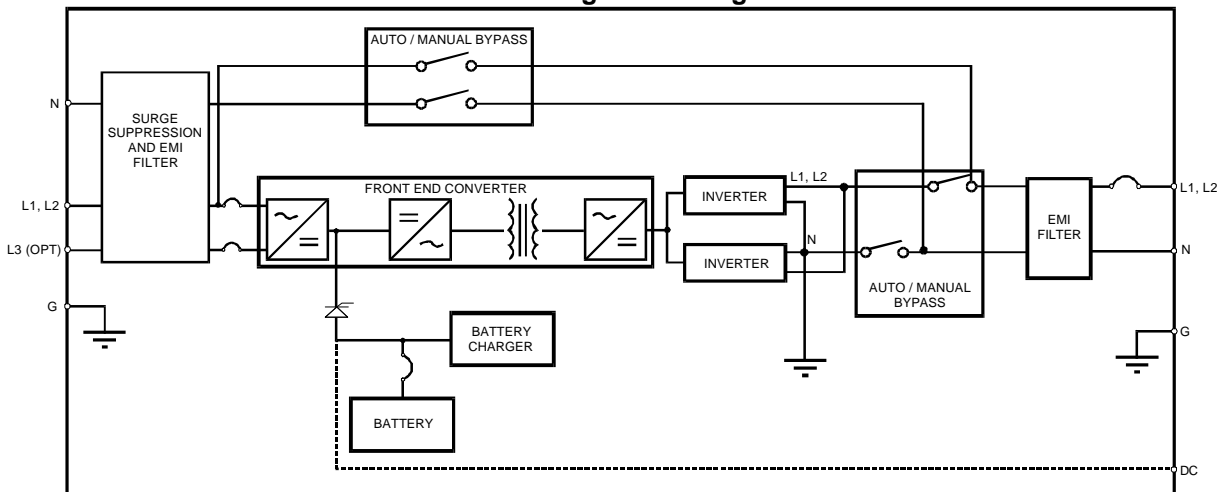 AUTO / MANUAL BYPASS
N
SURGE
SUPPRESSION
AND EMI
FILTER
L1, L2
L3 (OPT)
G
FRONT END CONVERTER
INVERTER
L1, L2
INVERTER
N
AUTO / MANUAL
BYPASS
EMI
FILTER
L1, L2
N
G
BATTERY
CHARGER
BATTERY
DC